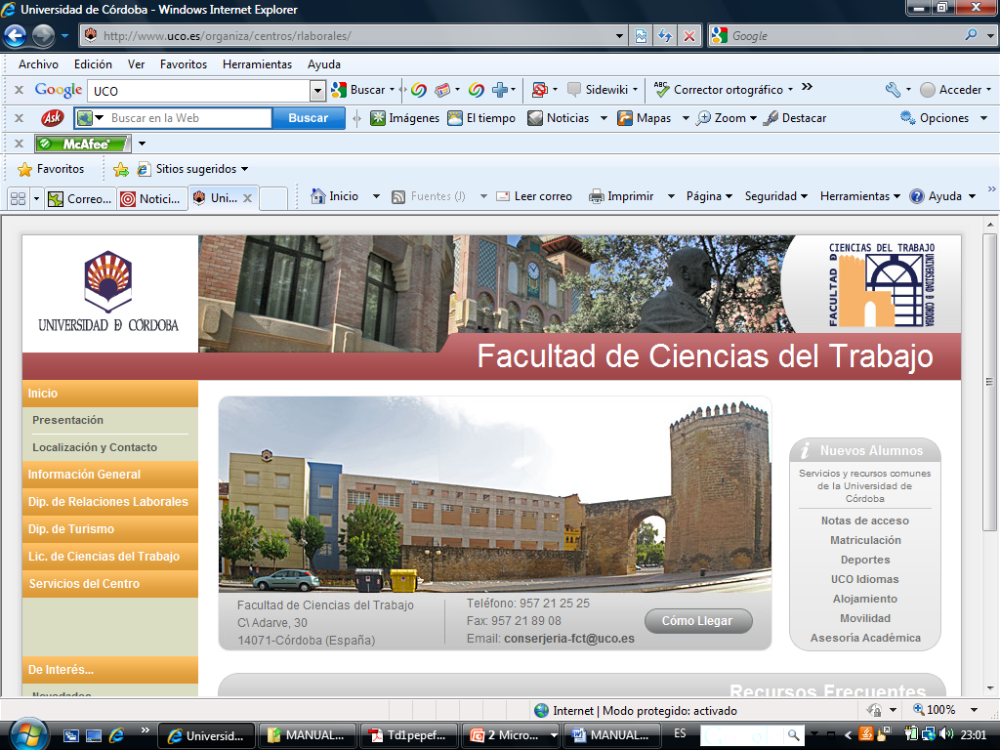 Universidad de Córdoba - Windows Internet Explorer
http://www.uco.es/organiza/centros/rlaborales/
Google
Archivo Edición Ver Favoritos Herramientas Ayuda
Google UCO Buscar Sidewiki ABC Corrector ortográfico Acceder
Ask Buscar en la Web Buscar Imágenes El tiempo Noticias Mapas Zoom Destacar Opciones
McAfee
Favoritos Sitios sugeridos
Correo... Notici... Uni... Inicio Fuentes (J) Leer correo Imprimir Página Seguridad Herramientas Ayuda
UNIVERSIDAD D CÓRDOBA
CIENCIAS DEL TRABAJO
FACULTAD D
UNIVERSIDAD D CORDOBA
Facultad de Ciencias del Trabajo
Inicio
Presentación
Localización y Contacto
Información General
Dip. de Relaciones Laborales
Dip. de Turismo
Lic. de Ciencias del Trabajo
Servicios del Centro
De Interés...
Novedades
Facultad de Ciencias del Trabajo
C\ Adarve, 30
14071-Córdoba (España)
Teléfono: 957 21 25 25
Fax: 957 21 89 08
Email: conserjeria-fct@uco.es
Cómo Llegar
i Nuevos Alumnos
Servicios y recursos comunes
de la Universidad de
Córdoba
Notas de acceso
Matriculación
Deportes
UCO Idiomas
Alojamiento
Movilidad
Asesoría Académica
Recursos Frecuentes
Internet | Modo protegido: activado 100%
Universid... MANUAL... Td1pepef... 2 Micro... MANUAL... ES 23:01